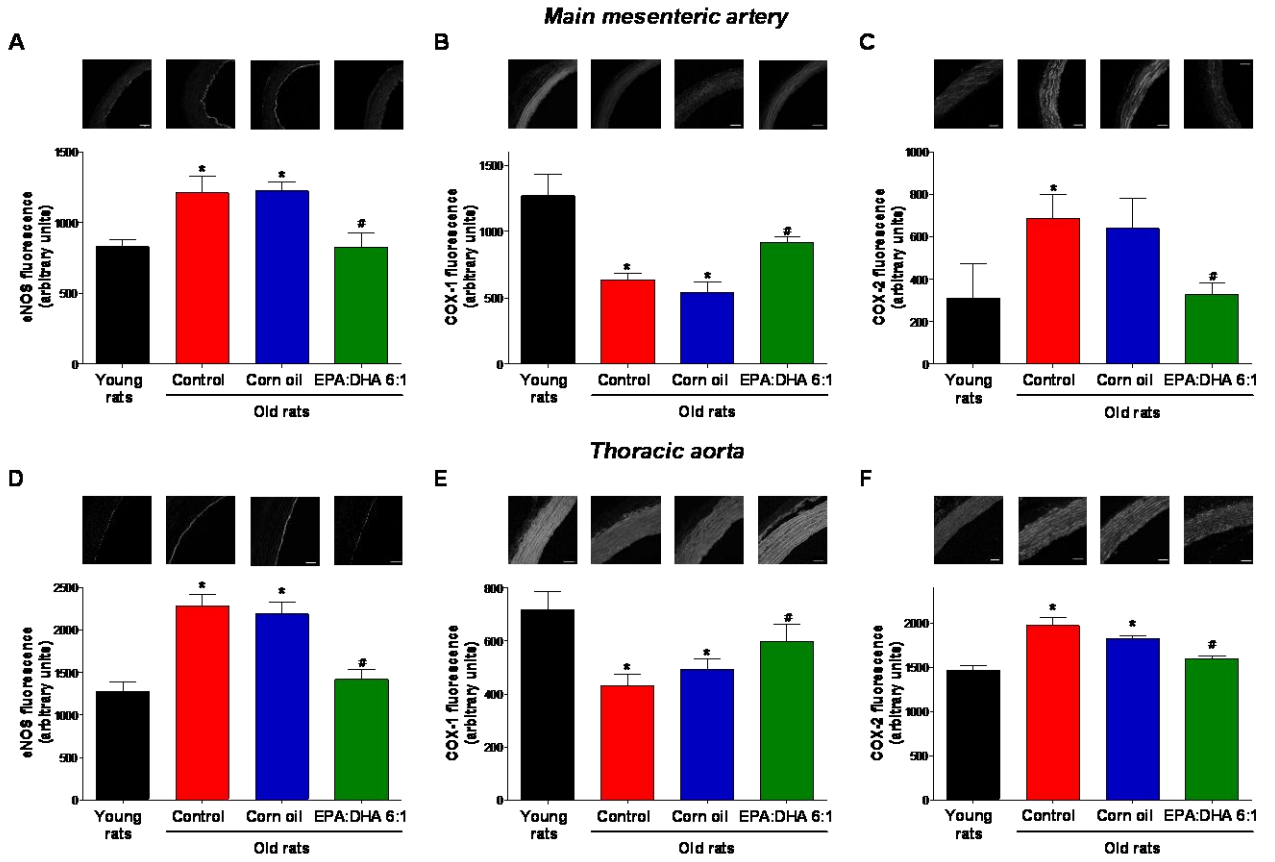 Main mesenteric artery
A
eNOS fluorescence
(arbitrary units)
1500
1000
500
0
*
*
#
Young
rats
Control
Corn oil
EPA:DHA 6:1
Old rats
B
COX-1 fluorescence
(arbitrary units)
1500
1000
500
0
*
*
#
Young
rats
Control
Corn oil
EPA:DHA 6:1
Old rats
C
COX-2 fluorescence
(arbitrary units)
1000
800
600
400
200
0
*
#
Young
rats
Control
Corn oil
EPA:DHA 6:1
Old rats
Thoracic aorta
D
eNOS fluorescence
(arbitrary units)
2500
2000
1500
1000
500
0
*
*
#
Young
rats
Control
Corn oil
EPA:DHA 6:1
Old rats
E
COX-1 fluorescence
(arbitrary units)
800
600
400
200
0
*
*
#
Young
rats
Control
Corn oil
EPA:DHA 6:1
Old rats
F
COX-2 fluorescence
(arbitrary units)
2000
1500
1000
500
0
*
*
#
Young
rats
Control
Corn oil
EPA:DHA 6:1
Old rats